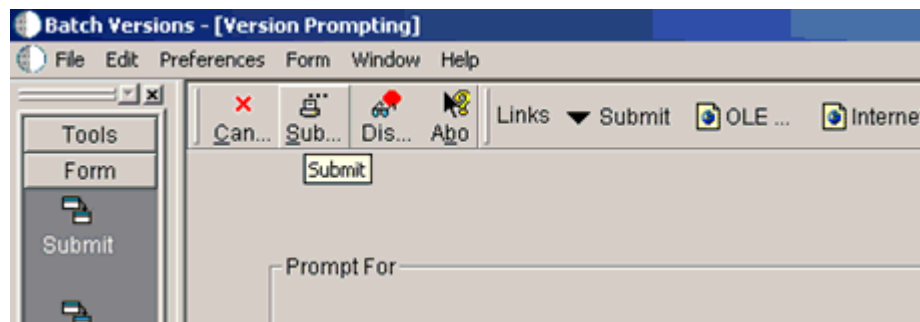 Batch Versions - [Version Prompting]
File Edit Preferences Form Window Help
Tools
Form
Submit
Can... Sub... Dis... Abo Links Submit OLE ... Interne
Submit
Prompt For